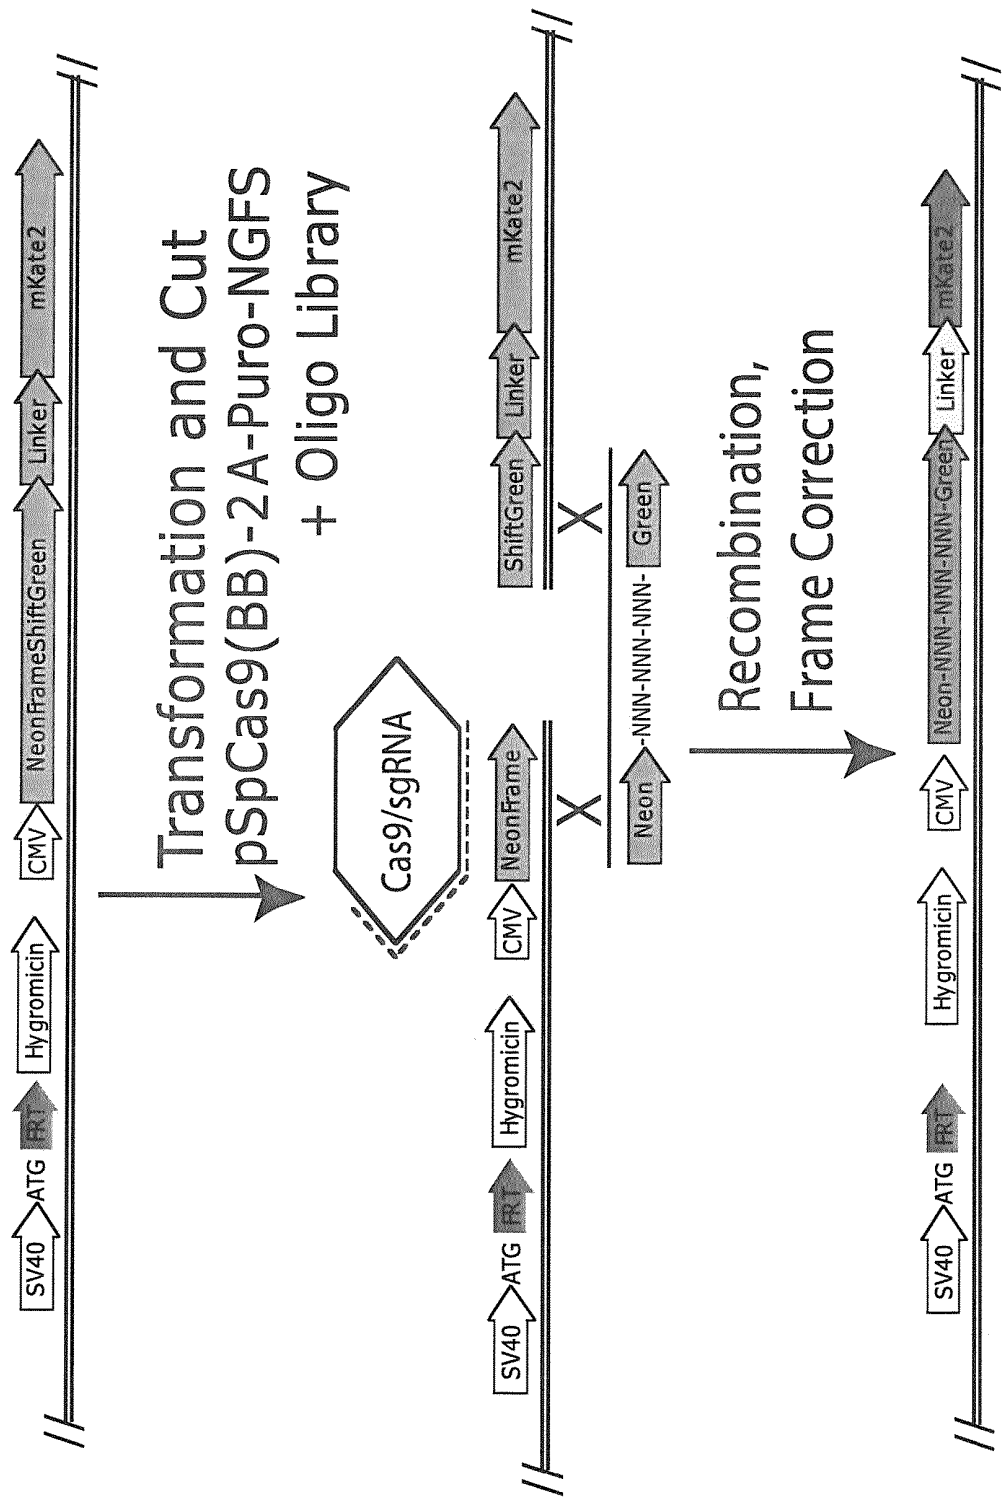 SV40 ATG FRT Hygromicin CMV NeonFrameShiftGreen Linker mKate2
Transformation and Cut
pSpCas9(BB)-2A-Puro-NGFS
+ Oligo Library
Cas9/sgRNA
SV40 ATG FRT Hygromicin CMV NeonFrame ShiftGreen Linker mKate2
X X
Neon -NNN-NNN-NNN- Green
Recombination,
Frame Correction
SV40 ATG FRT Hygromicin CMV Neon-NNN-NNN-NNN-Green Linker mKate2